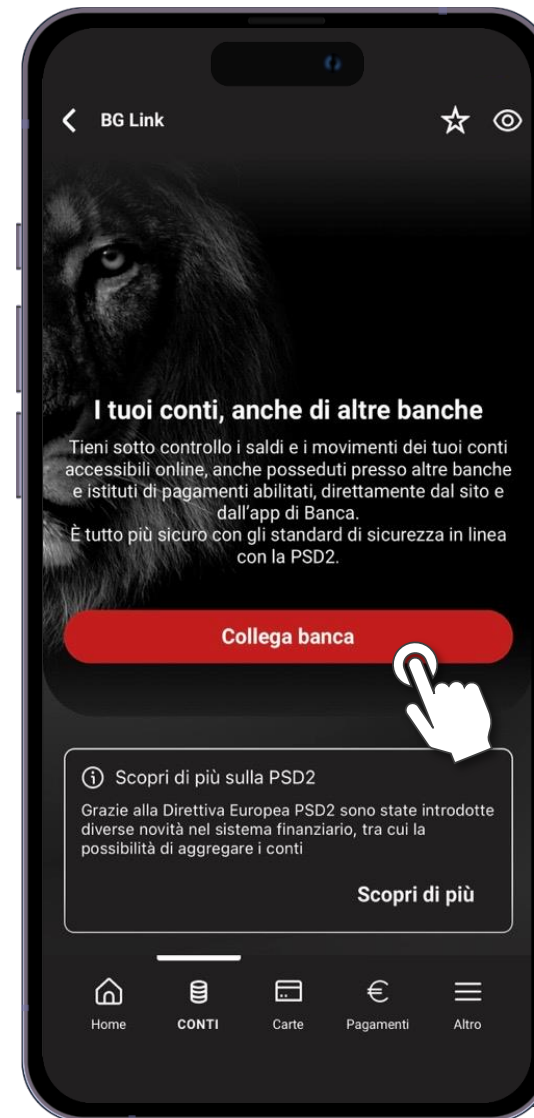 BG Link
I tuoi conti, anche di altre banche
Tieni sotto controllo i saldi e i movimenti dei tuoi conti
accessibili online, anche posseduti presso altre banche
e istituti di pagamenti abilitati, direttamente dal sito e
dall'app di Banca.
È tutto più sicuro con gli standard di sicurezza in linea
con la PSD2.
Collega banca
Scopri di più sulla PSD2
Grazie alla Direttiva Europea PSD2 sono state introdotte
diverse novità nel sistema finanziario, tra cui la
possibilità di aggregare i conti
Scopri di più
Home CONTI Carte Pagamenti Altro